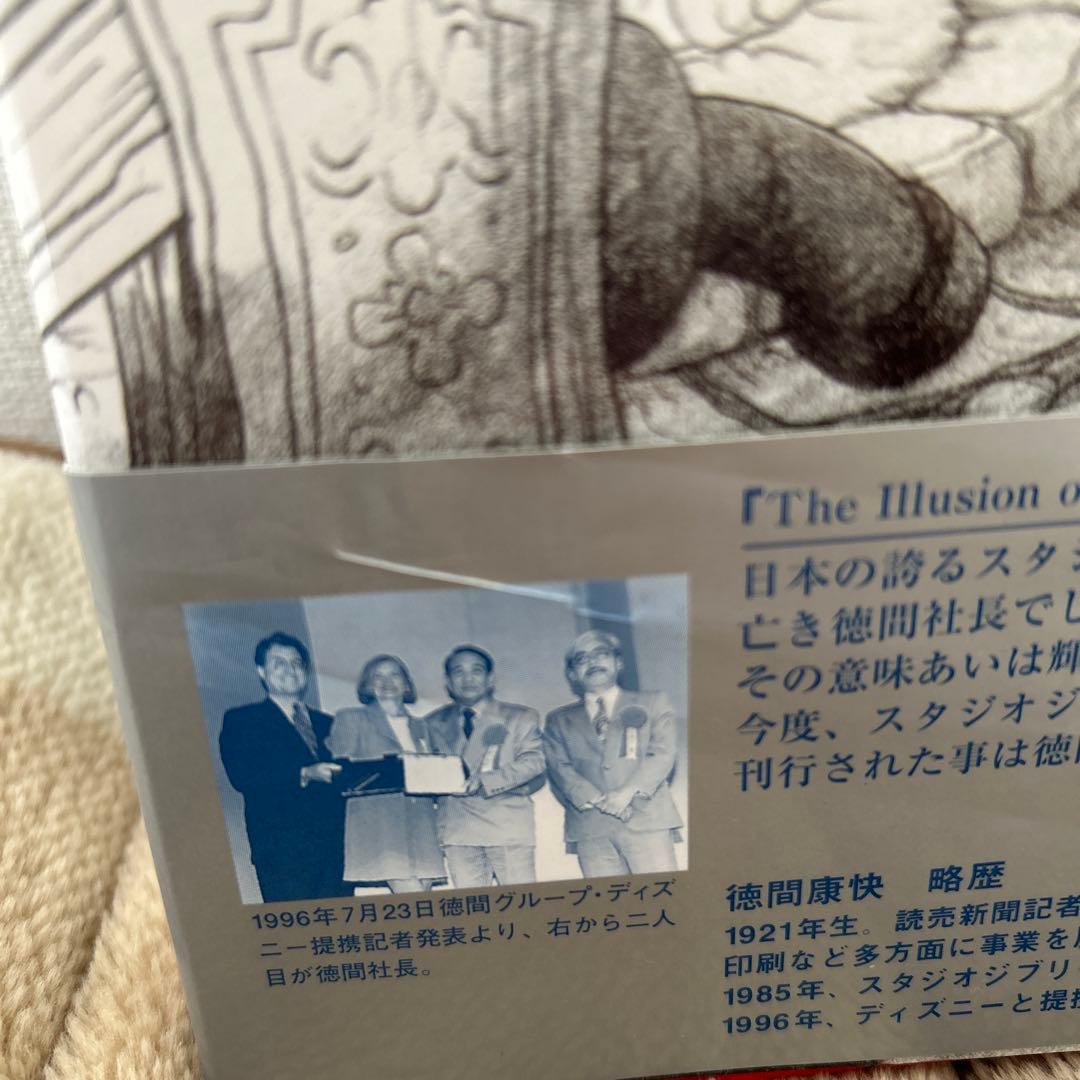 『The Illusion o
日本の誇るスタジ
亡き徳間社長でし
その意味あいは輝
今度、スタジオジ
刊行された事は徳間
1996年7月23日徳間グループ・ディズ
ニー提携記者発表より、右から二人
目が徳間社長。
徳間康快　略歴
1921年生。読売新聞記者
印刷など多方面に事業を
1985年、スタジオジブリ
1996年、ディズニーと提携